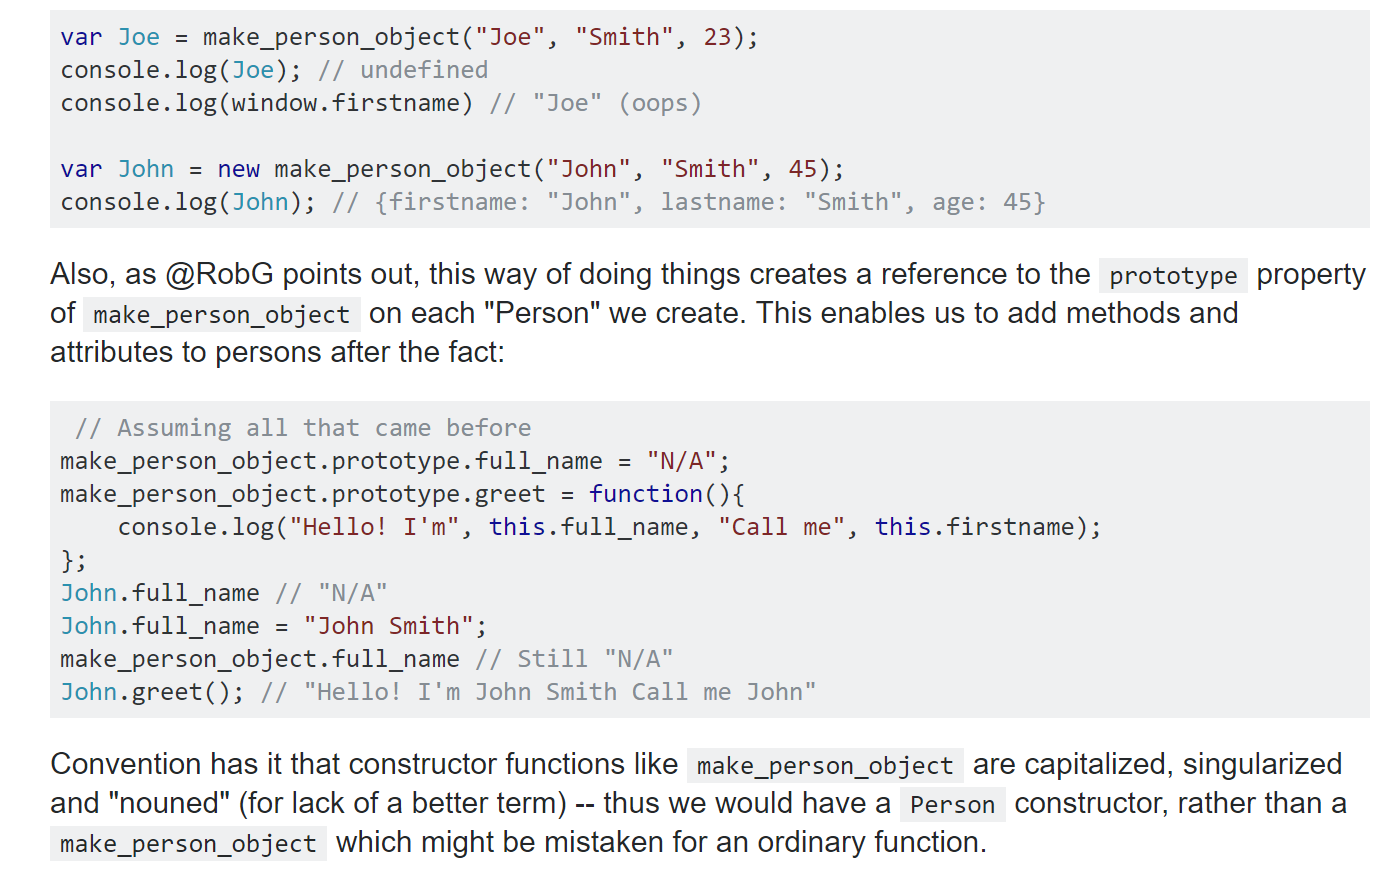 var Joe = make_person_object("Joe", "Smith", 23);
console.log(Joe); // undefined
console.log(window.firstname) // "Joe" (oops)
var John = new make_person_object("John", "Smith", 45);
console.log(John); // {firstname: "John", lastname: "Smith", age: 45}
Also, as @RobG points out, this way of doing things creates a reference to the prototype property
of make_person_object on each "Person" we create. This enables us to add methods and
attributes to persons after the fact:
// Assuming all that came before
make_person_object.prototype.full_name = "N/A";
make_person_object.prototype.greet = function(){
    console.log("Hello! I'm", this.full_name, "Call me", this.firstname);
};
John.full_name // "N/A"
John.full_name = "John Smith";
make_person_object.full_name // Still "N/A"
John.greet(); // "Hello! I'm John Smith Call me John"
Convention has it that constructor functions like make_person_object are capitalized, singularized
and "nouned" (for lack of a better term) -- thus we would have a Person constructor, rather than a
make_person_object which might be mistaken for an ordinary function.